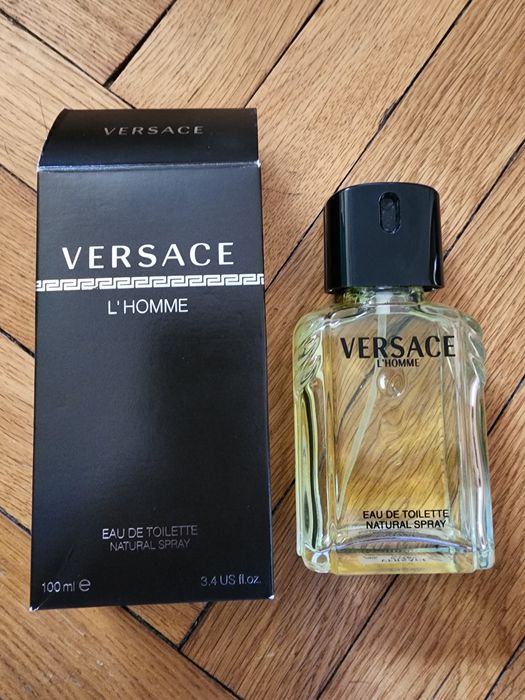 VERSACE
VERSACE
L'HOMME
EAU DE TOILETTE
NATURAL SPRAY
100 ml e
3.4 US fl.oz.
VERSACE
L'HOMME
EAU DE TOILETTE
NATURAL SPRAY